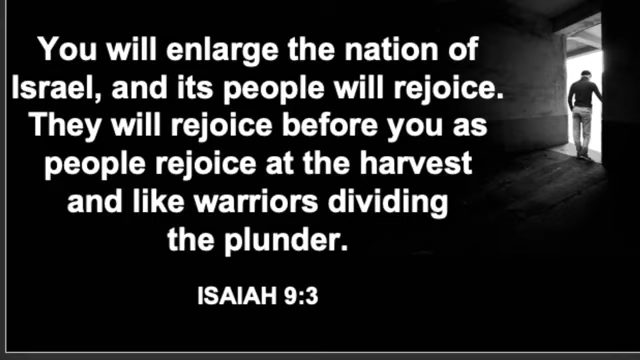 You will enlarge the nation of
Israel, and its people will rejoice.
They will rejoice before you as
people rejoice at the harvest
and like warriors dividing
the plunder.
ISAIAH 9:3